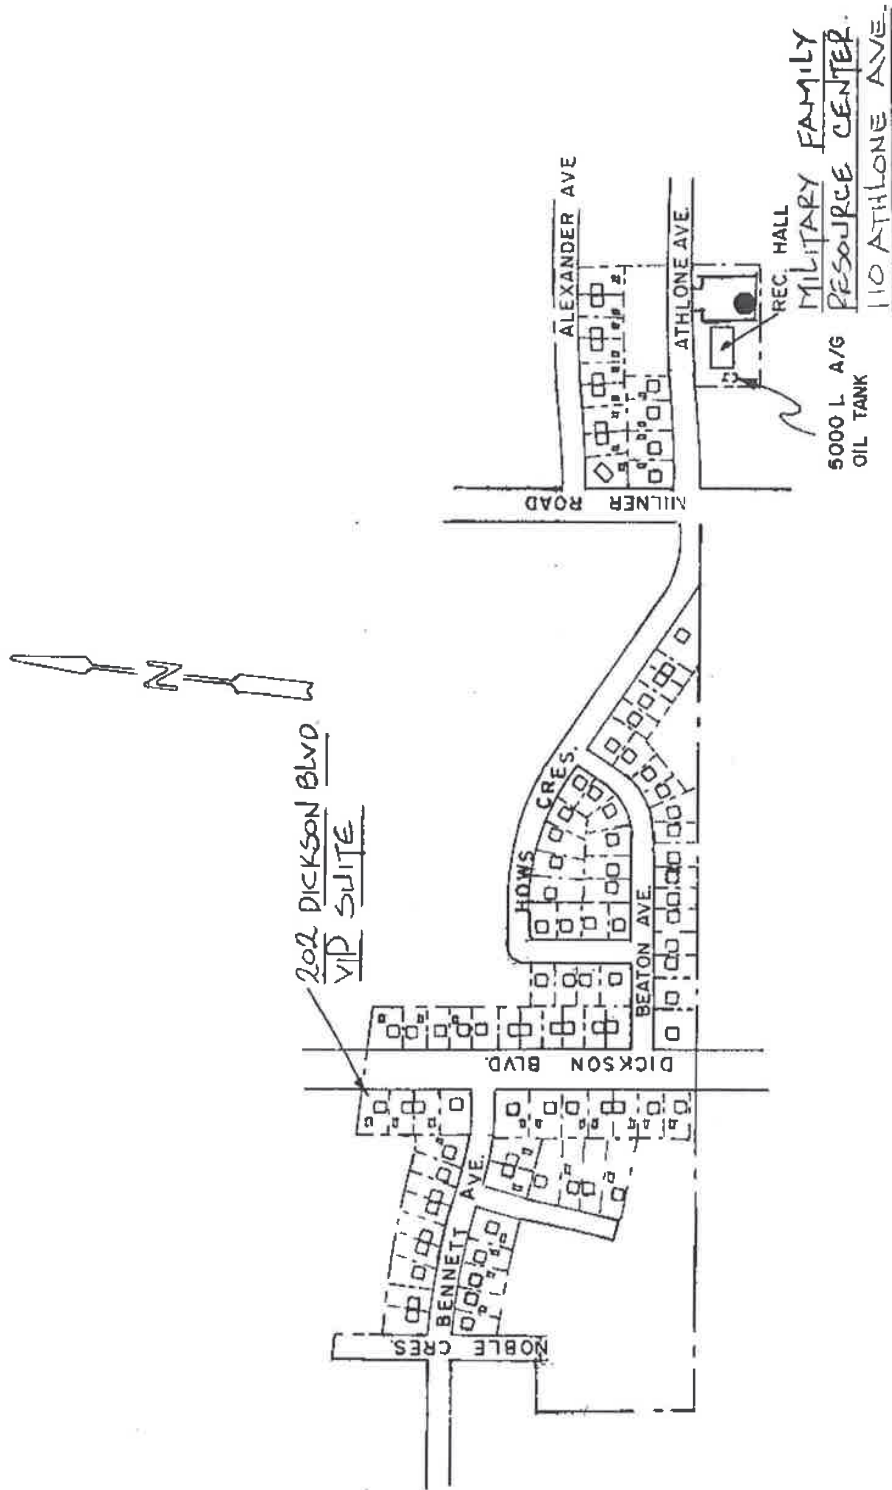 ALEXANDER AVE
ATHLONE AVE.
REC. HALL
MILITARY FAMILY
RESOURCE CENTER.
110 ATHLONE AVE.
5000 L A/G
OIL TANK
MILNER ROAD
N
202 DICKSON BLVD
VIP SUITE
HOWS CRES.
BEATON AVE.
DICKSON BLVD.
BENNETT AVE.
NOBLE CRES.